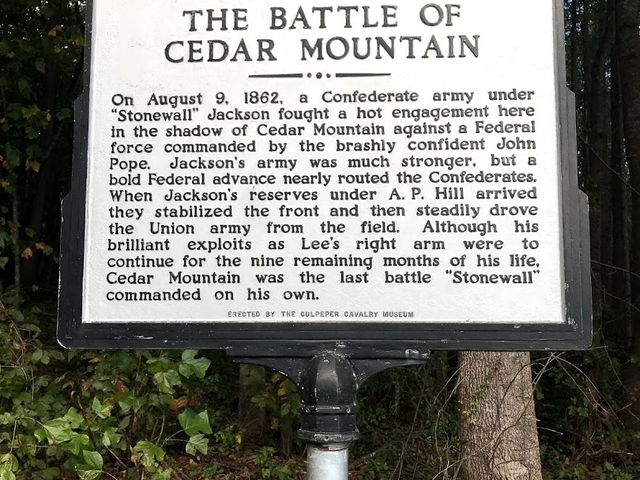 THE BATTLE OF
CEDAR MOUNTAIN
On August 9, 1862, a Confederate army under
"Stonewall" Jackson fought a hot engagement here
in the shadow of Cedar Mountain against a Federal
force commanded by the brashly confident John
Pope. Jackson's army was much stronger, but a
bold Federal advance nearly routed the Confederates.
When Jackson's reserves under A. P. Hill arrived
they stabilized the front and then steadily drove
the Union army from the field. Although his
brilliant exploits as Lee's right arm were to
continue for the nine remaining months of his life,
Cedar Mountain was the last battle "Stonewall"
commanded on his own.
ERECTED BY THE CULPEPER CAVALRY MUSEUM